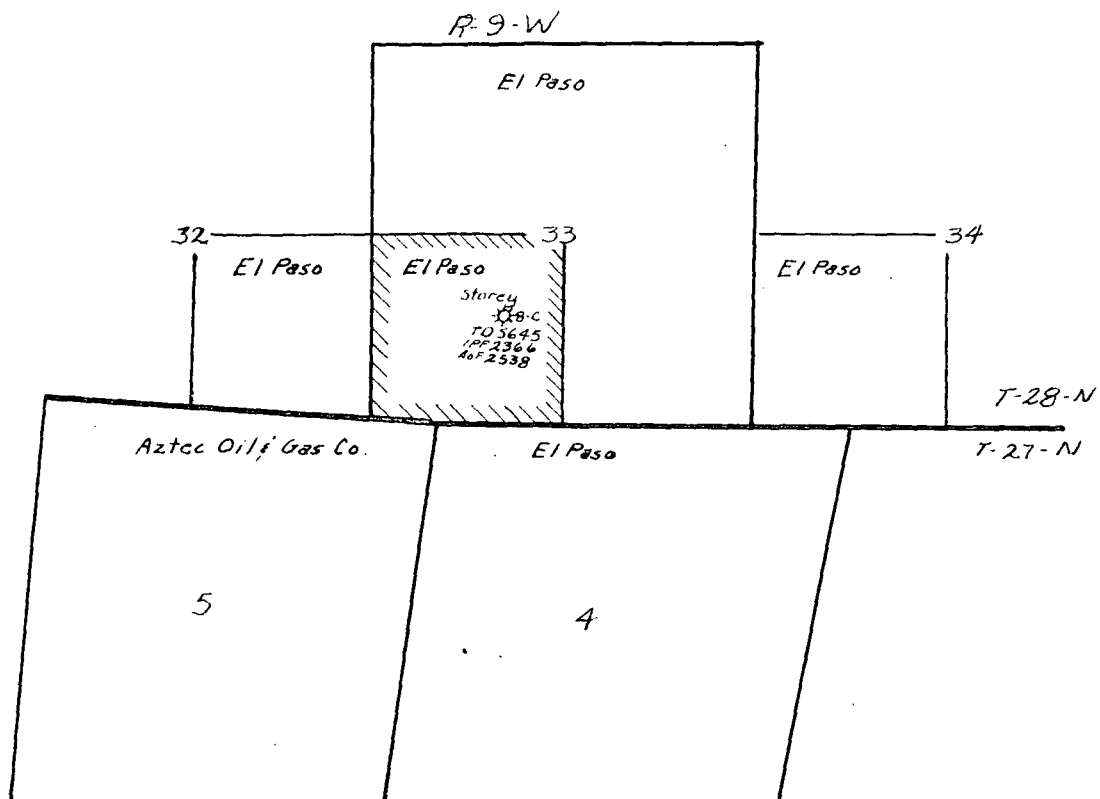 R-9-W
El Paso
32
33
34
El Paso
El Paso
El Paso
Storey
8-C
TD 5645
IPF 2366
AOF 2538
T-28-N
Aztec Oil & Gas Co.
El Paso
T-27-N
5
4